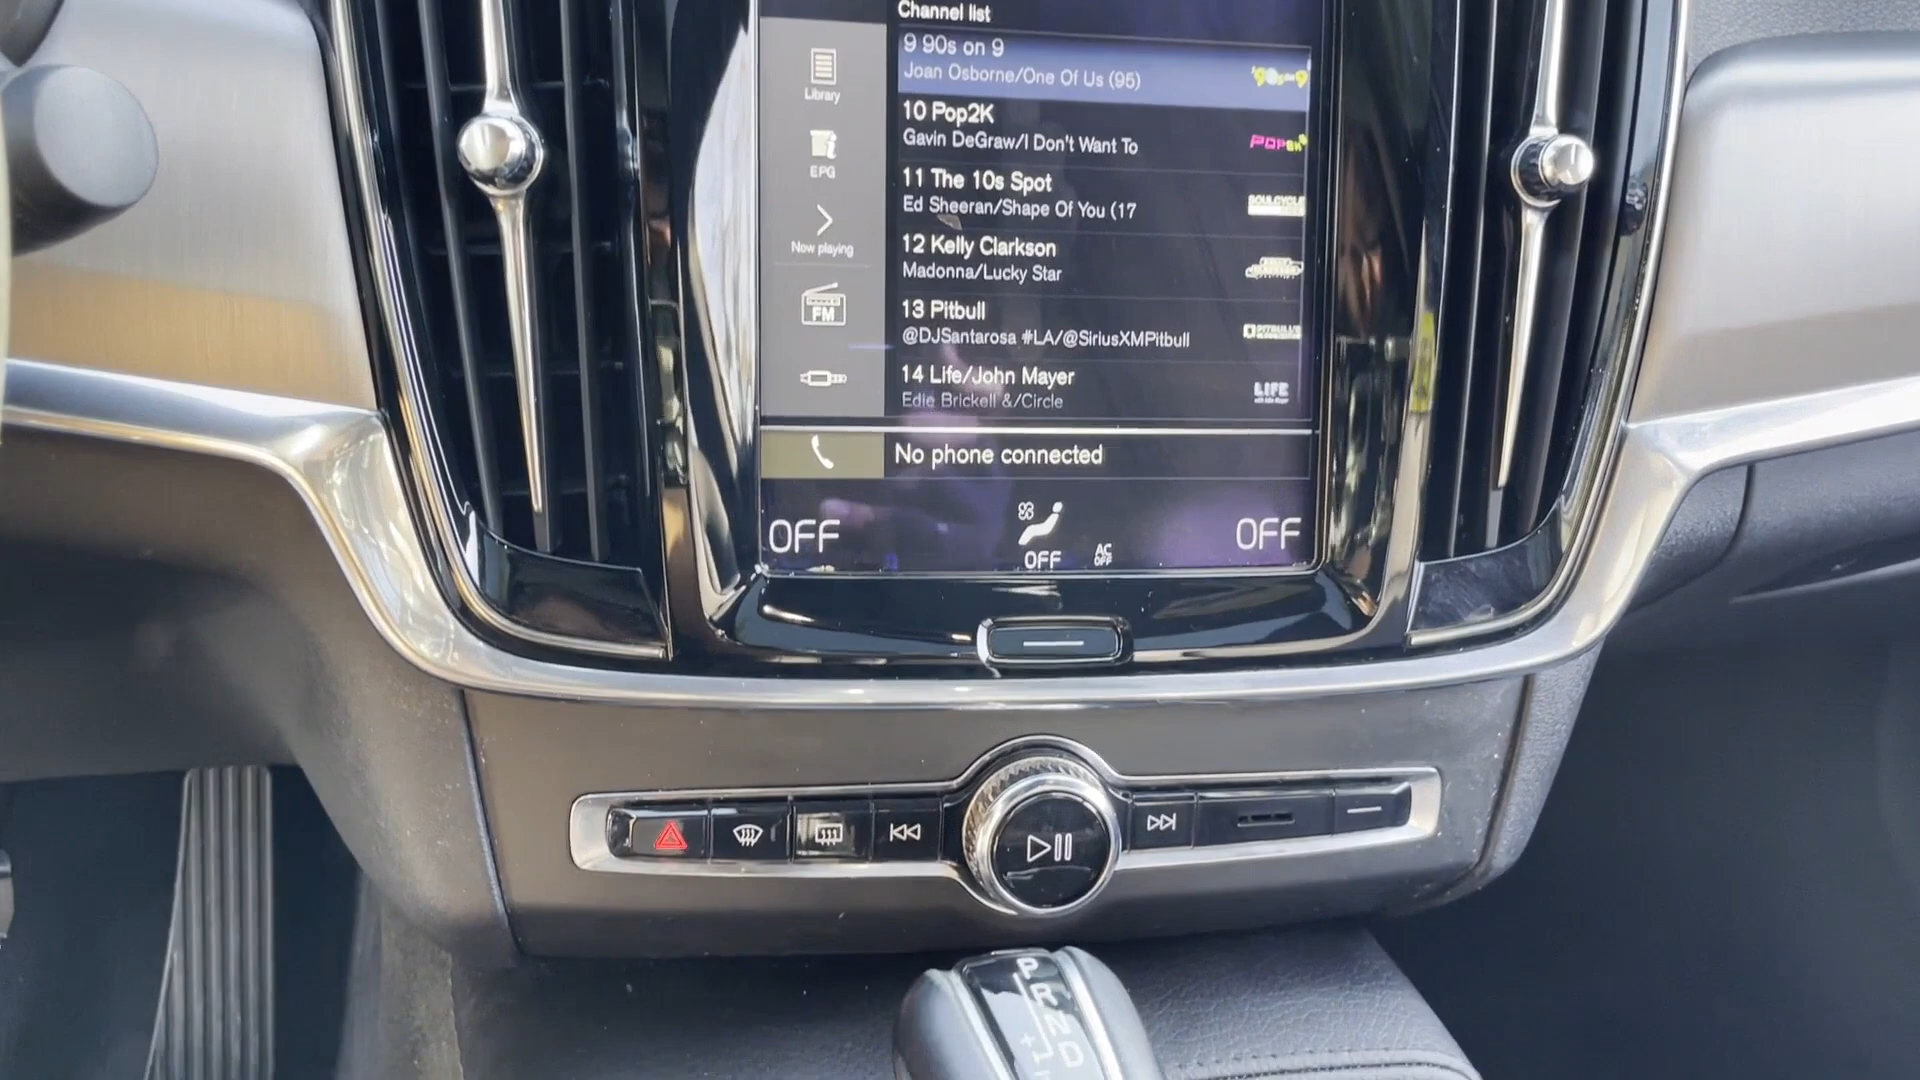 Channel list
9 90s on 9
Joan Osborne/One Of Us (95)
Library
10 Pop2K
Gavin DeGraw/I Don't Want To
POP2K
EPG
11 The 10s Spot
Ed Sheeran/Shape Of You (17
Now playing
12 Kelly Clarkson
Madonna/Lucky Star
13 Pitbull
@DJSantarosa #LA/@SiriusXMPitbull
FM
14 Life/John Mayer
Edie Brickell &/Circle
LIFE
No phone connected
OFF
OFF
OFF
AC
OFF
P
R
N
D
+